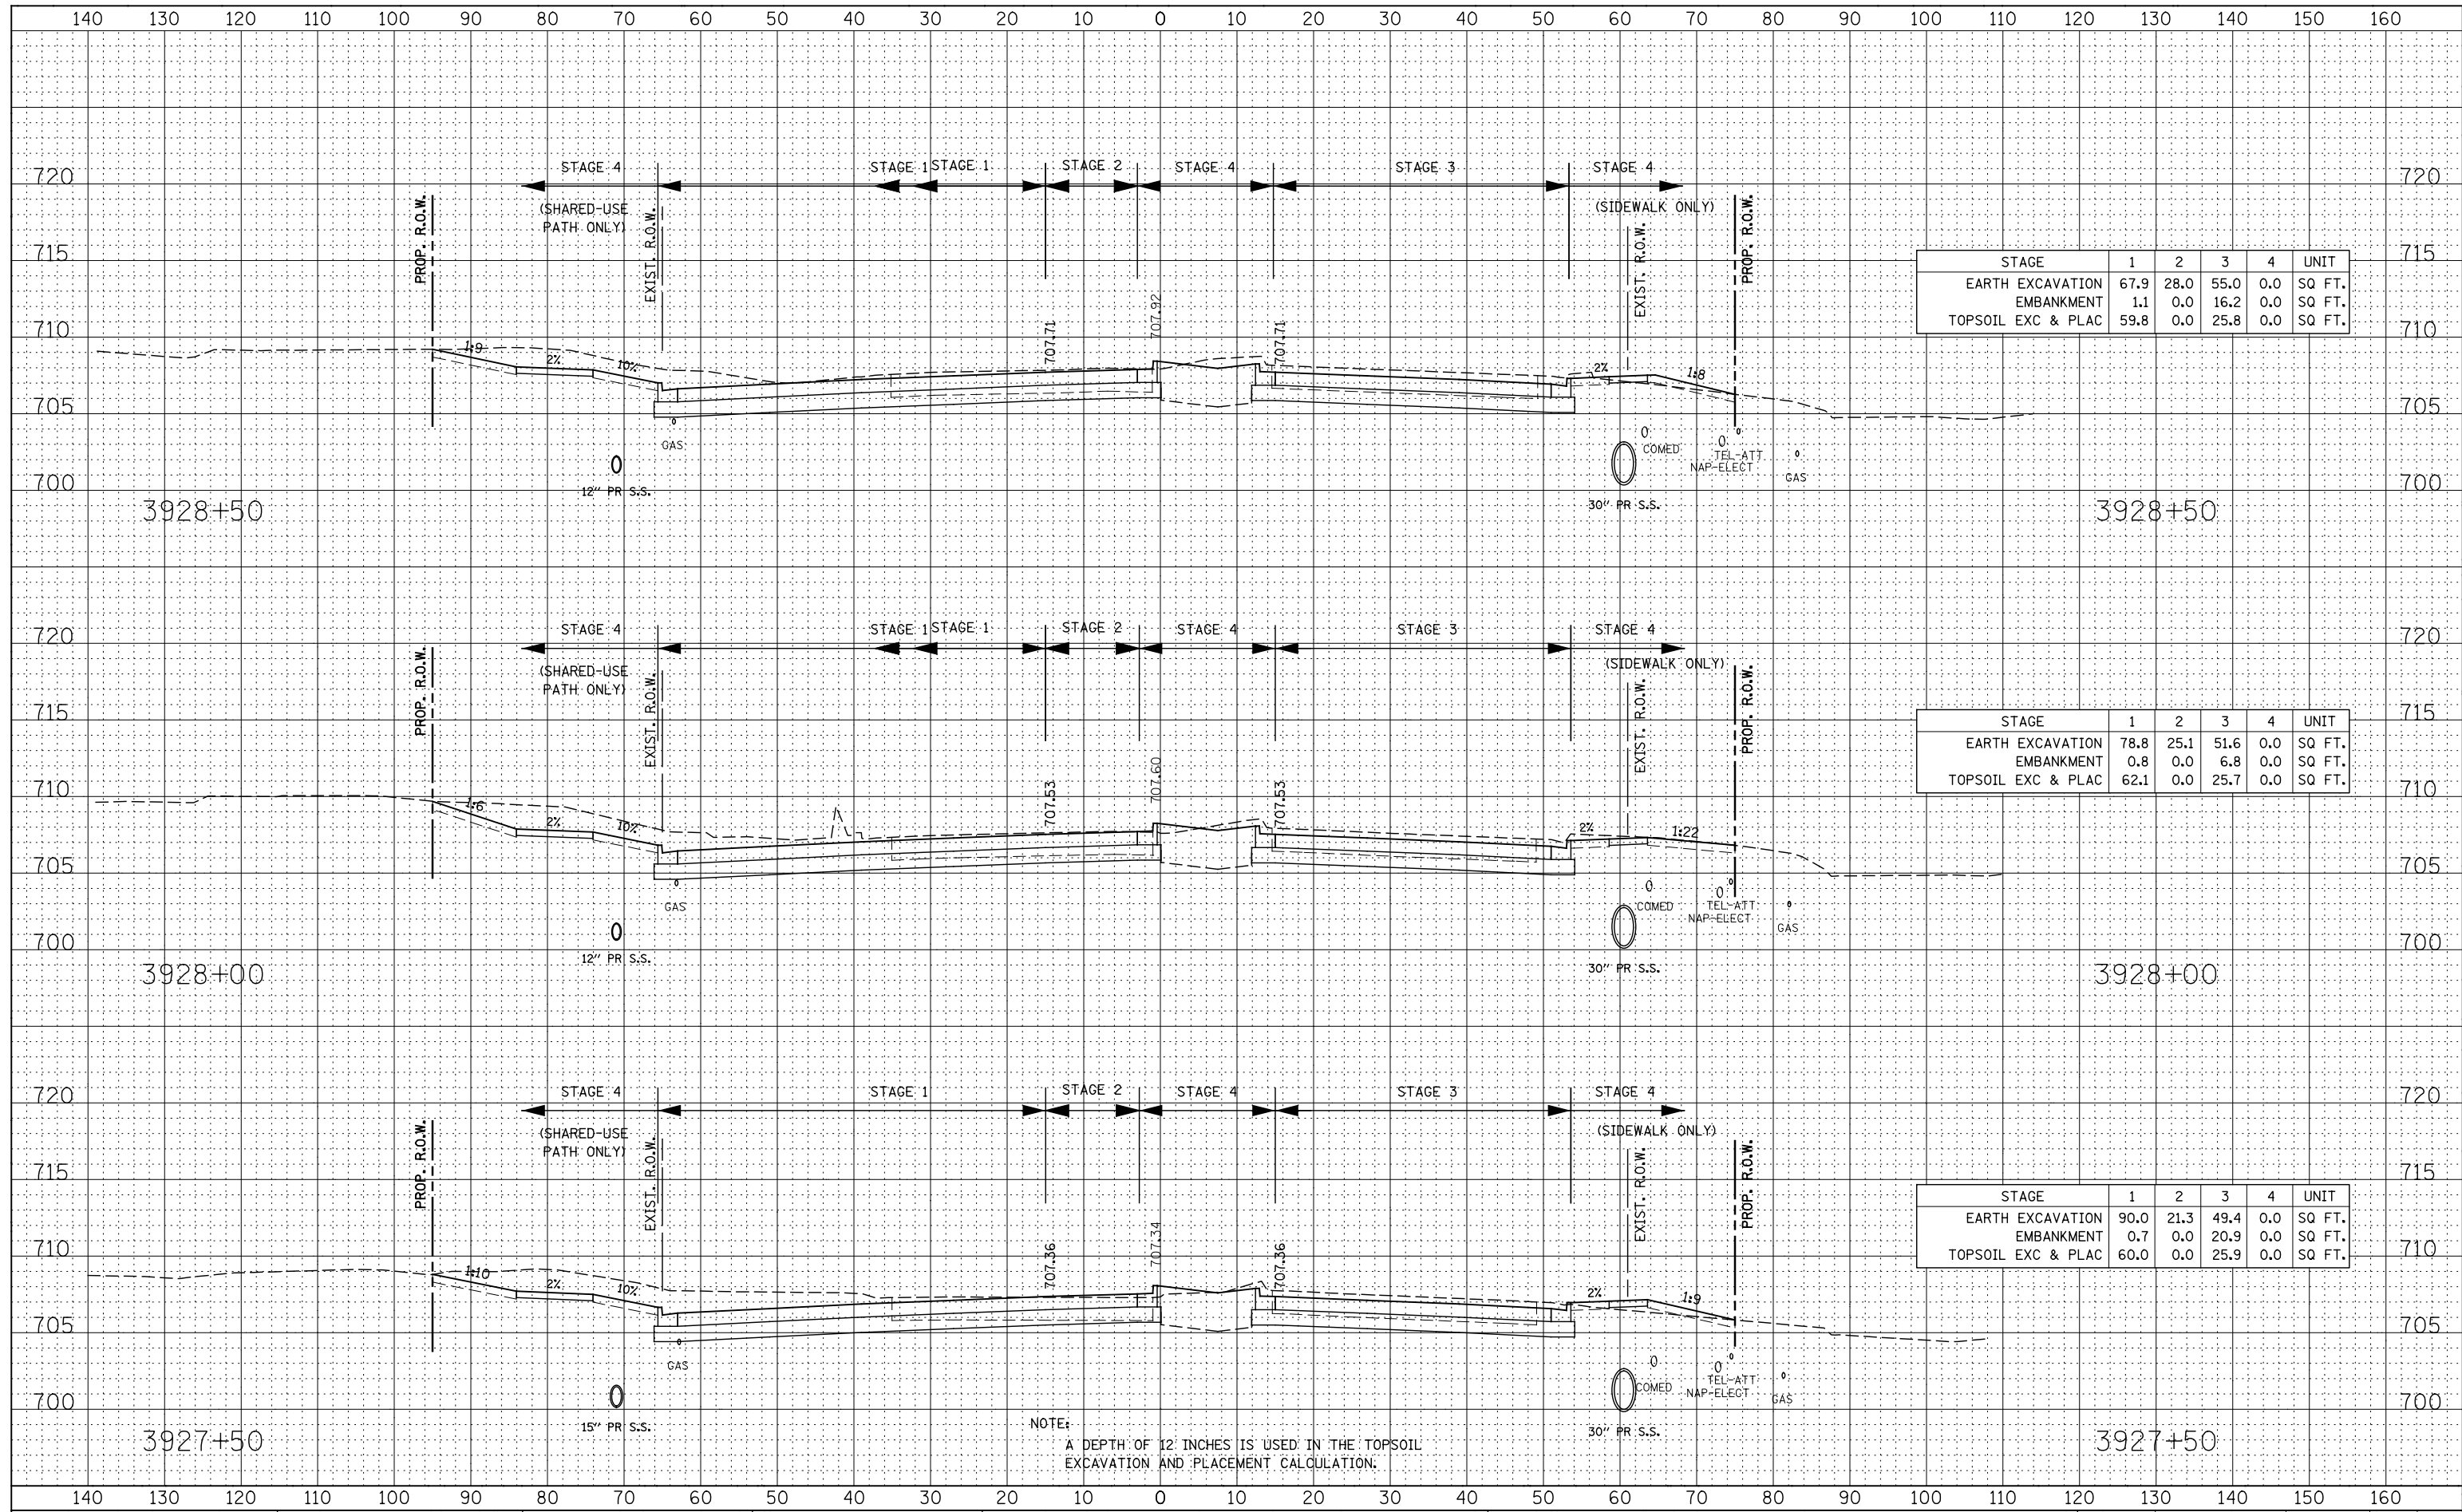 140 130 120 110 100 90 80 70 60 50 40 30 20 10 0 10 20 30 40 50 60 70 80 90 100 110 120 130 140 150 160
STAGE 4 STAGE 1 STAGE 1 STAGE 2 STAGE 4 STAGE 3 STAGE 4
720 720
(SHARED-USE
PATH ONLY)
(SIDEWALK ONLY)
PROP. R.O.W.
EXIST. R.O.W.
EXIST. R.O.W.
PROP. R.O.W.
715 715
STAGE 1 2 3 4 UNIT
EARTH EXCAVATION 67.9 28.0 55.0 0.0 SQ FT.
EMBANKMENT 1.1 0.0 16.2 0.0 SQ FT.
TOPSOIL EXC & PLAC 59.8 0.0 25.8 0.0 SQ FT.
710 710
707.71
707.92
707.71
1:9 2% 10% 2% 1:8
705 705
GAS
COMED
TEL-ATT
NAP-ELECT
GAS
700 700
12" PR S.S.
30" PR S.S.
3928+50 3928+50
STAGE 4 STAGE 1 STAGE 1 STAGE 2 STAGE 4 STAGE 3 STAGE 4
720 720
(SHARED-USE
PATH ONLY)
(SIDEWALK ONLY)
PROP. R.O.W.
EXIST. R.O.W.
EXIST. R.O.W.
PROP. R.O.W.
715 715
STAGE 1 2 3 4 UNIT
EARTH EXCAVATION 78.8 25.1 51.6 0.0 SQ FT.
EMBANKMENT 0.8 0.0 6.8 0.0 SQ FT.
TOPSOIL EXC & PLAC 62.1 0.0 25.7 0.0 SQ FT.
710 710
707.53
707.60
707.53
1:6 2% 10% 2% 1:22
705 705
GAS
COMED
TEL-ATT
NAP-ELECT
GAS
700 700
12" PR S.S.
30" PR S.S.
3928+00 3928+00
STAGE 4 STAGE 1 STAGE 2 STAGE 4 STAGE 3 STAGE 4
720 720
(SHARED-USE
PATH ONLY)
(SIDEWALK ONLY)
PROP. R.O.W.
EXIST. R.O.W.
EXIST. R.O.W.
PROP. R.O.W.
715 715
STAGE 1 2 3 4 UNIT
EARTH EXCAVATION 90.0 21.3 49.4 0.0 SQ FT.
EMBANKMENT 0.7 0.0 20.9 0.0 SQ FT.
TOPSOIL EXC & PLAC 60.0 0.0 25.9 0.0 SQ FT.
710 710
707.36
707.34
707.36
1:10 2% 10% 2% 1:9
705 705
GAS
COMED
TEL-ATT
NAP-ELECT
GAS
700 700
15" PR S.S.
30" PR S.S.
3927+50 3927+50
NOTE:
A DEPTH OF 12 INCHES IS USED IN THE TOPSOIL
EXCAVATION AND PLACEMENT CALCULATION.
140 130 120 110 100 90 80 70 60 50 40 30 20 10 0 10 20 30 40 50 60 70 80 90 100 110 120 130 140 150 160